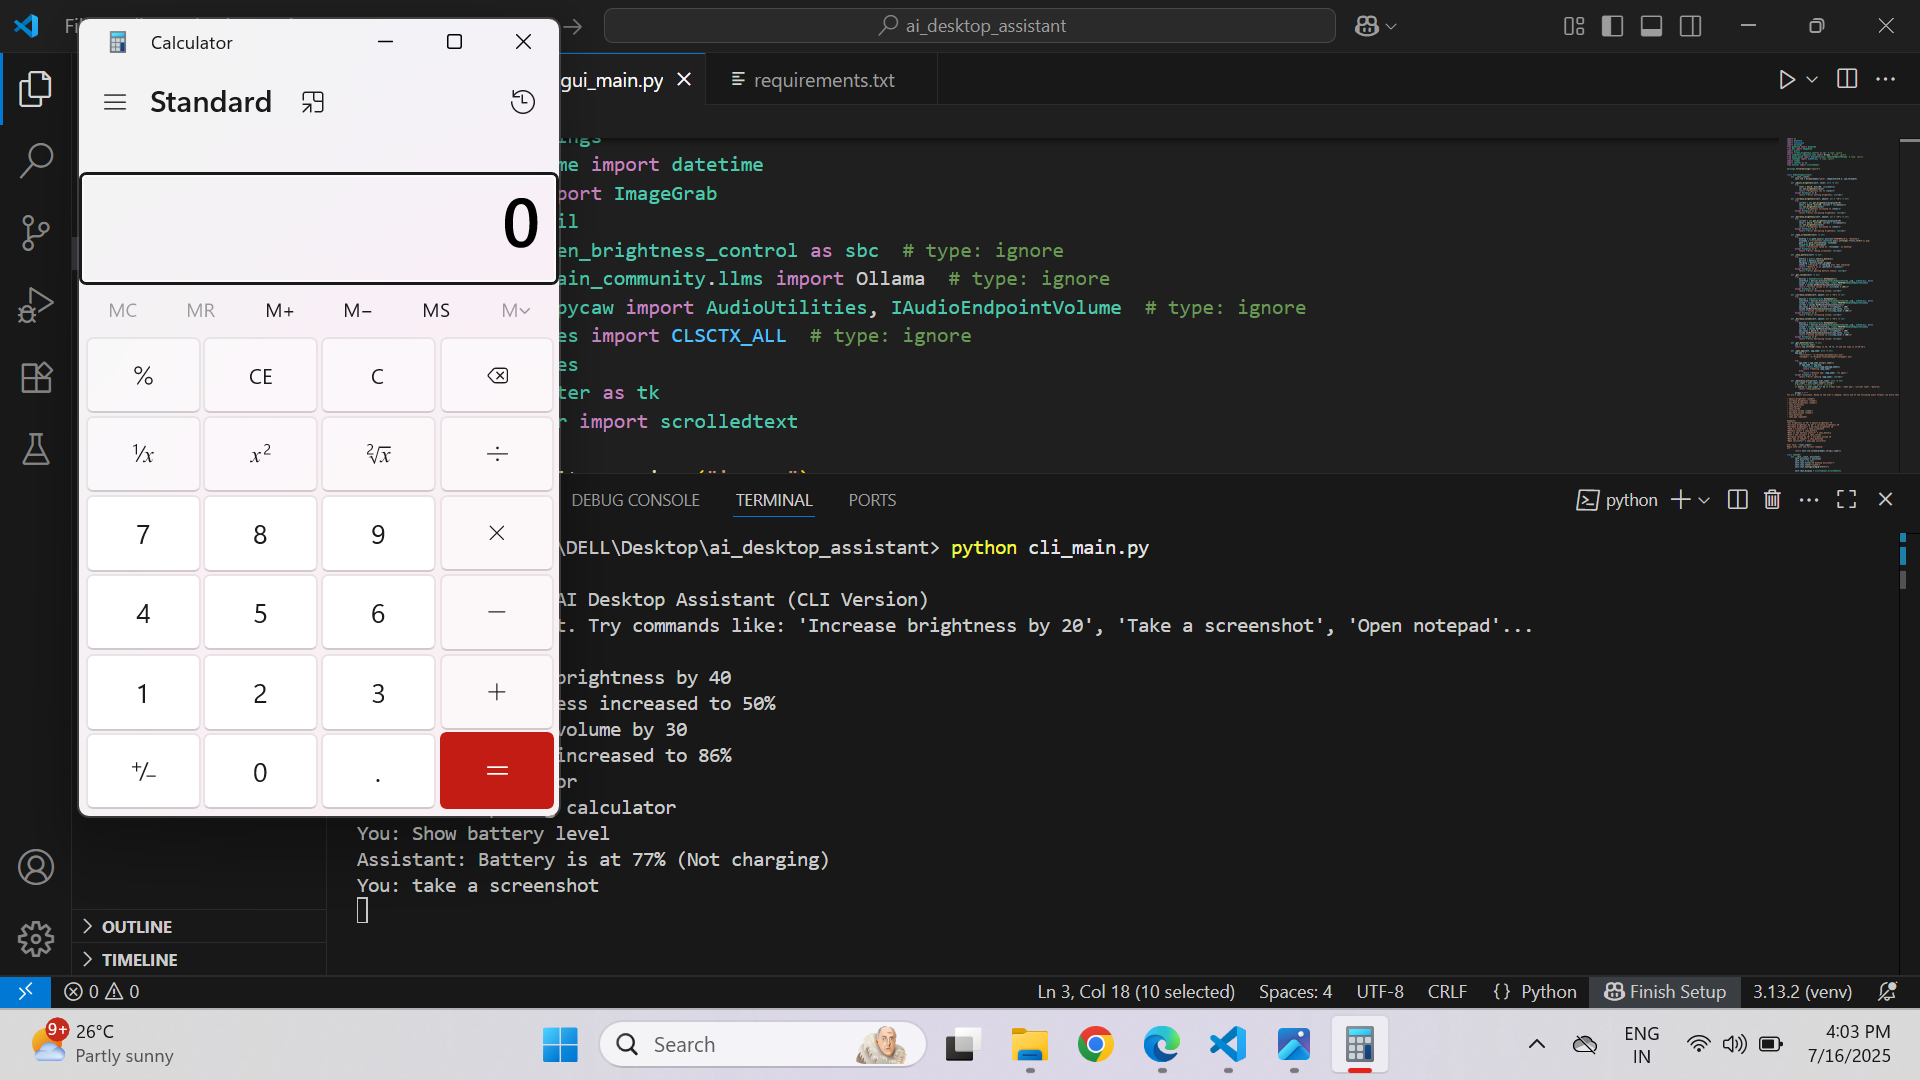 Fil
ai_desktop_assistant
Calculator
Standard
0
MC MR M+ M− MS M
% CE C
¹/x x² ²√x ÷
7 8 9 ×
4 5 6 −
1 2 3 +
+/− 0 . =
gui_main.py
requirements.txt
ings
me import datetime
port ImageGrab
il
en_brightness_control as sbc # type: ignore
ain_community.llms import Ollama # type: ignore
pycaw import AudioUtilities, IAudioEndpointVolume # type: ignore
es import CLSCTX_ALL # type: ignore
es
ter as tk
r import scrolledtext
DEBUG CONSOLE TERMINAL PORTS
python
\DELL\Desktop\ai_desktop_assistant> python cli_main.py
AI Desktop Assistant (CLI Version)
t. Try commands like: 'Increase brightness by 20', 'Take a screenshot', 'Open notepad'...
brightness by 40
ess increased to 50%
volume by 30
increased to 86%
or
calculator
You: Show battery level
Assistant: Battery is at 77% (Not charging)
You: take a screenshot
OUTLINE
TIMELINE
0 0
Ln 3, Col 18 (10 selected) Spaces: 4 UTF-8 CRLF {} Python Finish Setup 3.13.2 (venv)
9+
26°C
Partly sunny
Search
ENG
IN
4:03 PM
7/16/2025